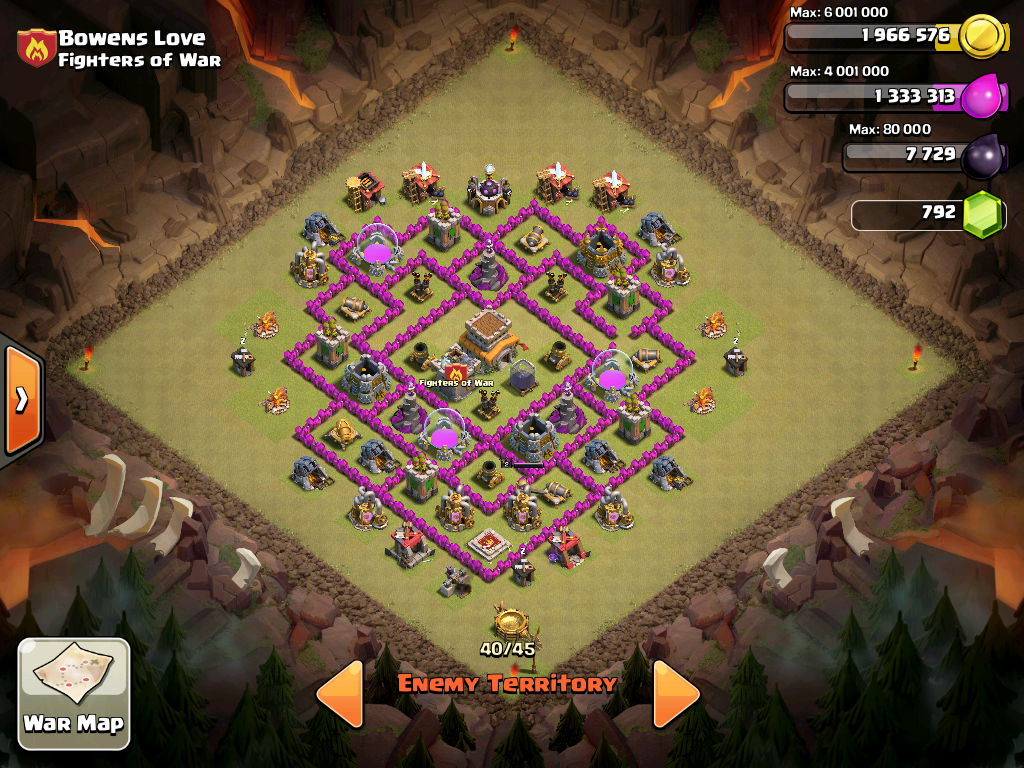 Bowens Love
Fighters of War
Max: 6 001 000
1 966 576
Max: 4 001 000
1 333 313
Max: 80 000
7 729
792
z
z
Fighters of War
12
z
40/45
Enemy Territory
War Map